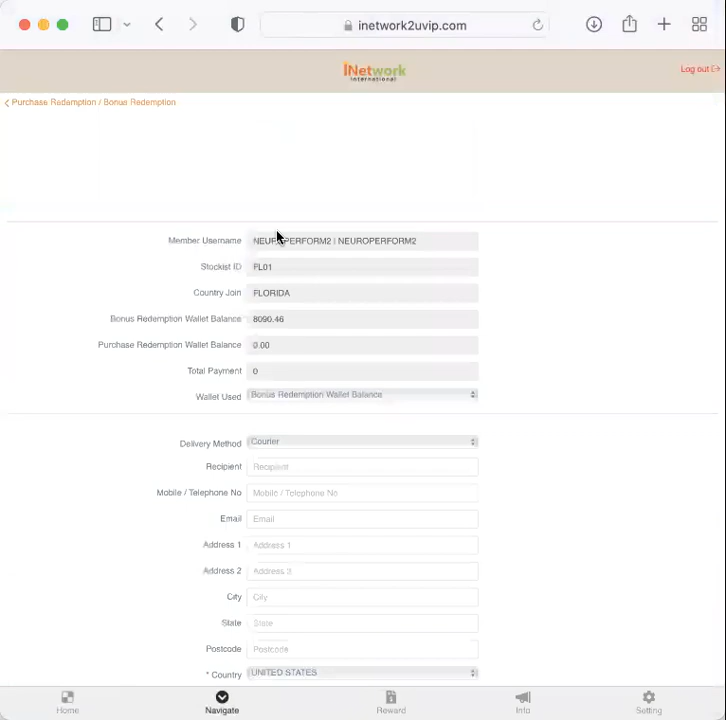 inetwork2uvip.com
iNetwork
international
Log out
Purchase Radamption / Bonus Redemption
Member Username NEUROPERFORM2 | NEUROPERFORM2
Stockist ID FL01
Country Join FLORIDA
Bonus Redemption Wallet Balance 8090.46
Purchase Redemption Wallet Balance 0.00
Total Payment 0
Wallet Used Bonus Redemption Wallet Balance
Delivery Method Courier
Recipient Recipient
Mobile / Telephone No Mobile / Telephone No
Email Email
Address 1 Address 1
Address 2 Address 2
City City
State State
Postcode Postcode
* Country UNITED STATES
Home Navigate Reward Info Setting